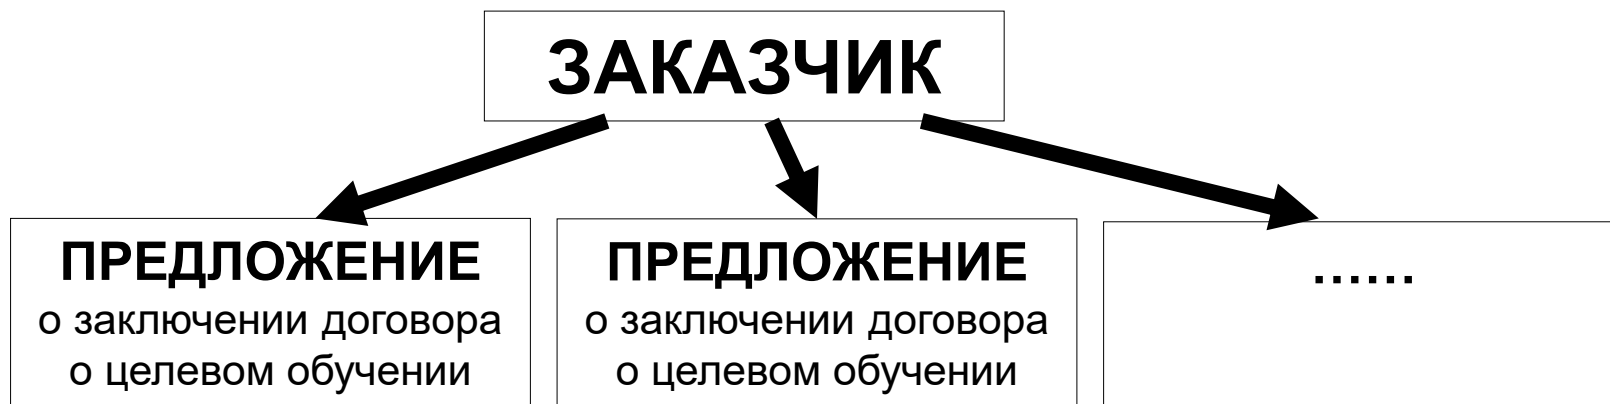 ЗАКАЗЧИК
ПРЕДЛОЖЕНИЕ
о заключении договора
о целевом обучении
ПРЕДЛОЖЕНИЕ
о заключении договора
о целевом обучении
……